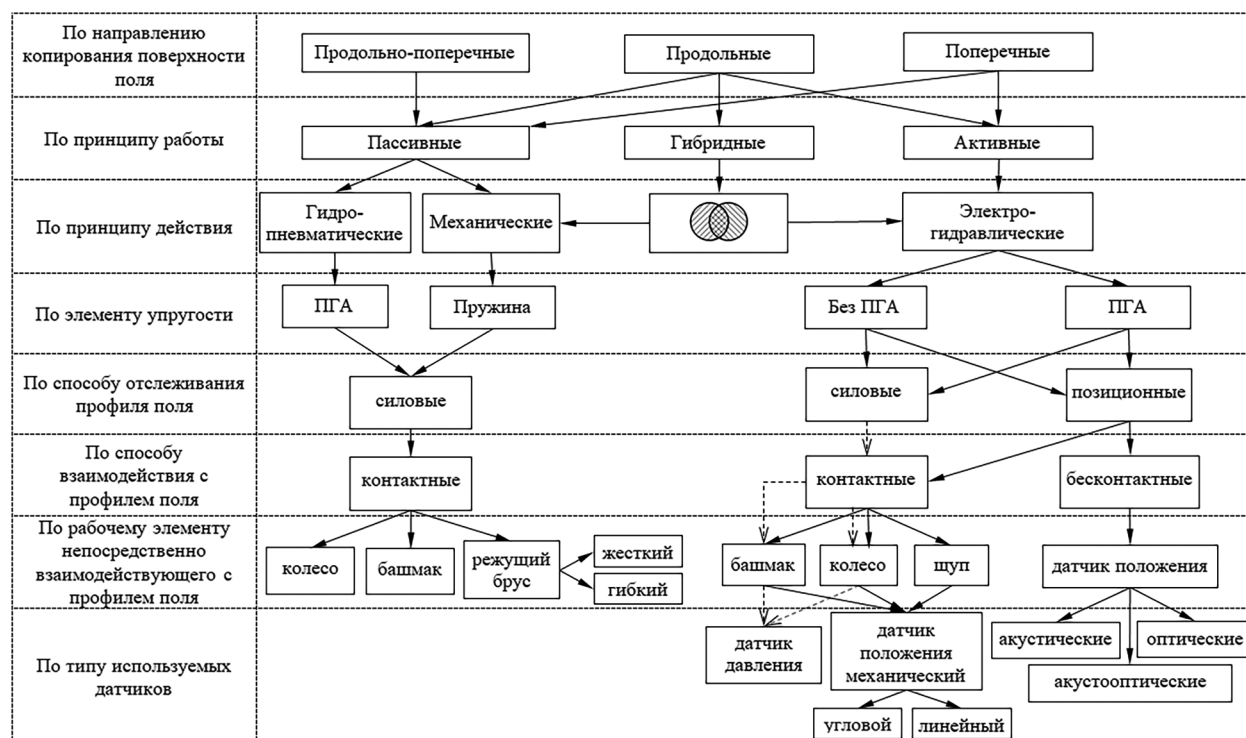 По направлению
копирования поверхности
поля
Продольно-поперечные
Продольные
Поперечные
По принципу работы
Пассивные
Гибридные
Активные
По принципу действия
Гидро-
пневматические
Механические
Электро-
гидравлические
По элементу упругости
ПГА
Пружина
Без ПГА
ПГА
По способу отслеживания
профиля поля
силовые
силовые
позиционные
По способу
взаимодействия с
профилем поля
контактные
контактные
бесконтактные
По рабочему элементу
непосредственно
взаимодействующего с
профилем поля
колесо
башмак
режущий
брус
жесткий
гибкий
башмак
колесо
щуп
датчик положения
По типу используемых
датчиков
датчик
давления
датчик
положения
механический
угловой
линейный
акустические
оптические
акустооптические